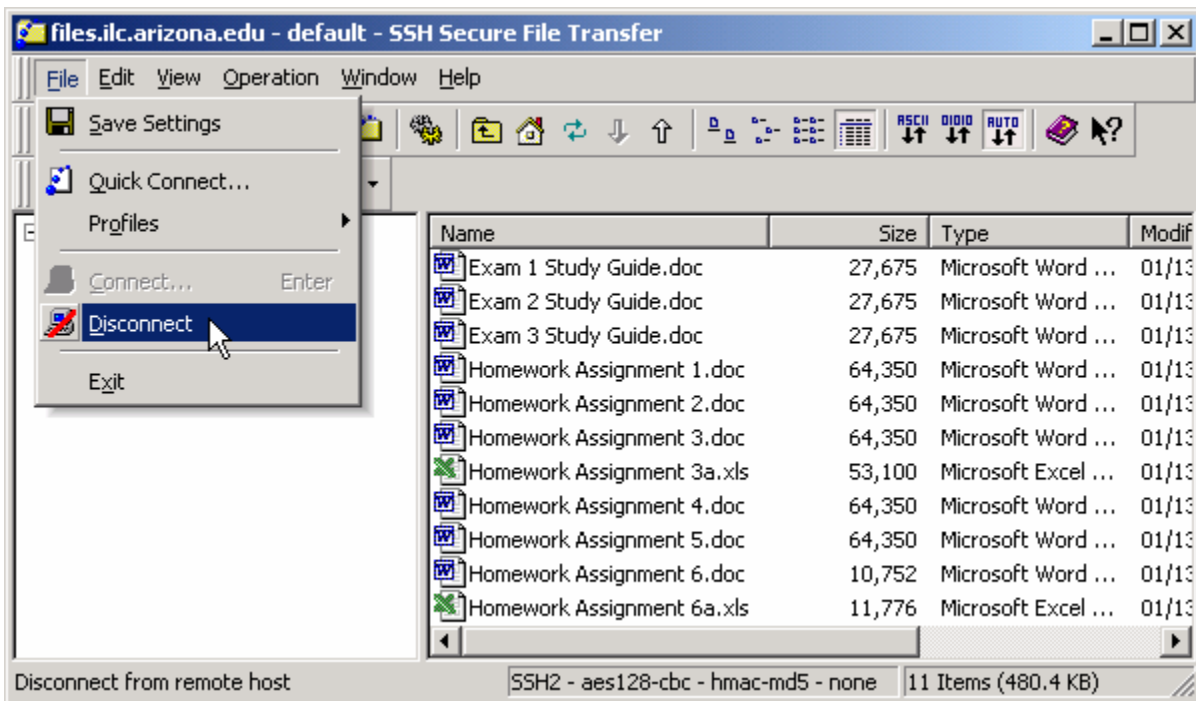 files.ilc.arizona.edu - default - SSH Secure File Transfer
File Edit View Operation Window Help
Save Settings
ASCII
AUTO
Quick Connect...
Profiles
Connect... Enter
Disconnect
Exit
Name Size Type Modif
Exam 1 Study Guide.doc 27,675 Microsoft Word ... 01/13
Exam 2 Study Guide.doc 27,675 Microsoft Word ... 01/13
Exam 3 Study Guide.doc 27,675 Microsoft Word ... 01/13
Homework Assignment 1.doc 64,350 Microsoft Word ... 01/13
Homework Assignment 2.doc 64,350 Microsoft Word ... 01/13
Homework Assignment 3.doc 64,350 Microsoft Word ... 01/13
Homework Assignment 3a.xls 53,100 Microsoft Excel ... 01/13
Homework Assignment 4.doc 64,350 Microsoft Word ... 01/13
Homework Assignment 5.doc 64,350 Microsoft Word ... 01/13
Homework Assignment 6.doc 10,752 Microsoft Word ... 01/13
Homework Assignment 6a.xls 11,776 Microsoft Excel ... 01/13
Disconnect from remote host SSH2 - aes128-cbc - hmac-md5 - none 11 Items (480.4 KB)